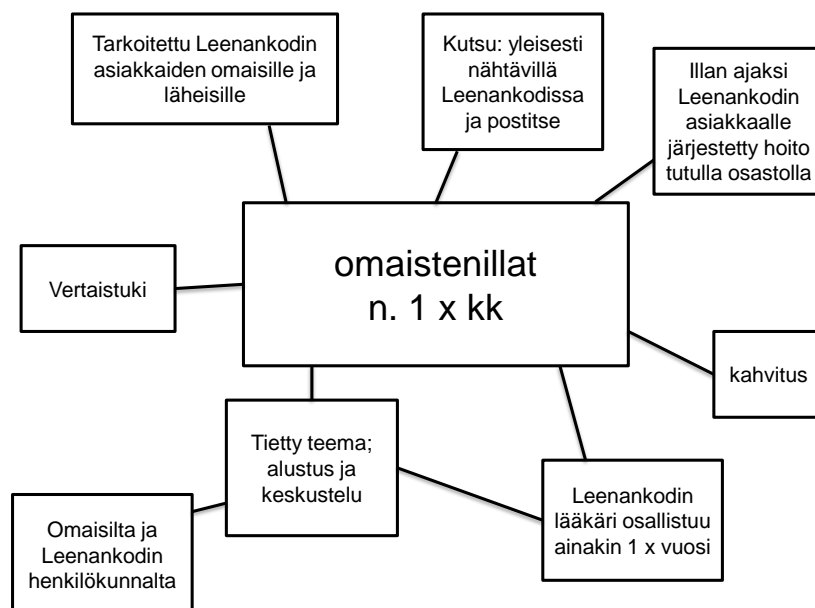 Tarkoitettu Leenankodin
asiakkaiden omaisille ja
läheisille
Kutsu: yleisesti
nähtävillä
Leenankodissa
ja postitse
Illan ajaksi
Leenankodin
asiakkaalle
järjestetty hoito
tutulla osastolla
omaistenillat
n. 1 x kk
Vertaistuki
kahvitus
Tietty teema;
alustus ja
keskustelu
Leenankodin
lääkäri osallistuu
ainakin 1 x vuosi
Omaisilta ja
Leenankodin
henkilökunnalta